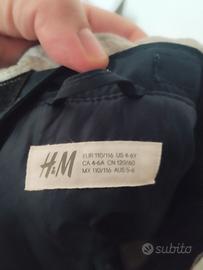 H&M
EUR 110/116 US 4-6Y
CA 4-6A CN 120/60
MX 110/116 AUS 5-6
subito